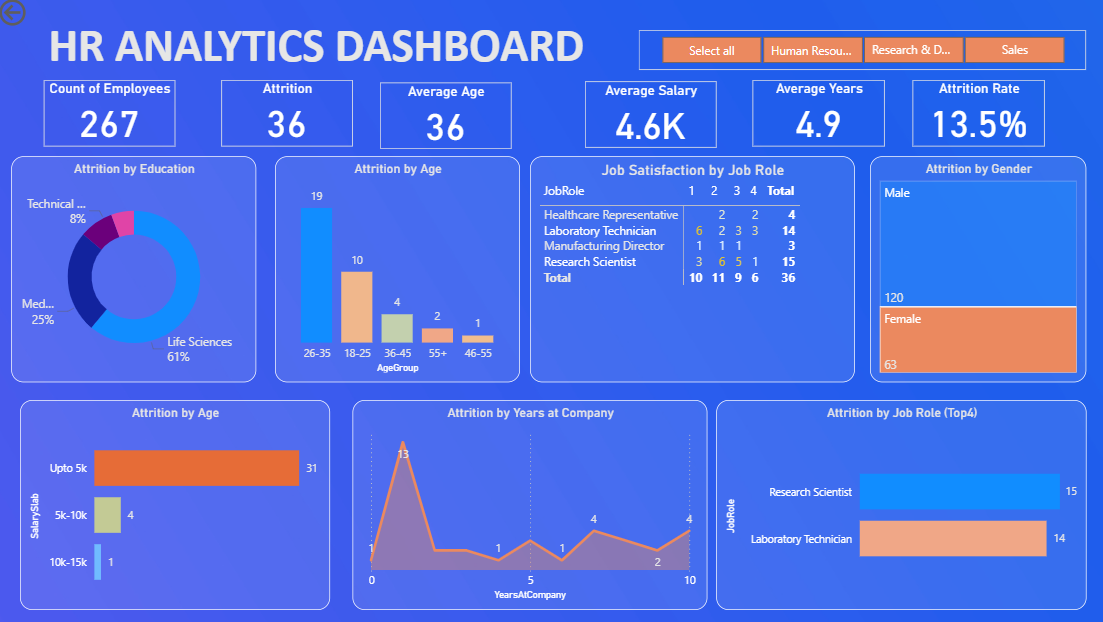 HR ANALYTICS DASHBOARD
Select all
Human Resou...
Research & D...
Sales
Count of Employees
267
Attrition
36
Average Age
36
Average Salary
4.6K
Average Years
4.9
Attrition Rate
13.5%
Attrition by Education
Technical ...
8%
Med...
25%
Life Sciences
61%
Attrition by Age
19
10
4
2
1
26-35 18-25 36-45 55+ 46-55
AgeGroup
Job Satisfaction by Job Role
JobRole 1 2 3 4 Total
Healthcare Representative 2 2 4
Laboratory Technician 6 2 3 3 14
Manufacturing Director 1 1 1 3
Research Scientist 3 6 5 1 15
Total 10 11 9 6 36
Attrition by Gender
Male
120
Female
63
Attrition by Age
SalarySlab
Upto 5k 31
5k-10k 4
10k-15k 1
Attrition by Years at Company
1
13
1
1
4
2
4
0 5 10
YearsAtCompany
Attrition by Job Role (Top4)
JobRole
Research Scientist 15
Laboratory Technician 14